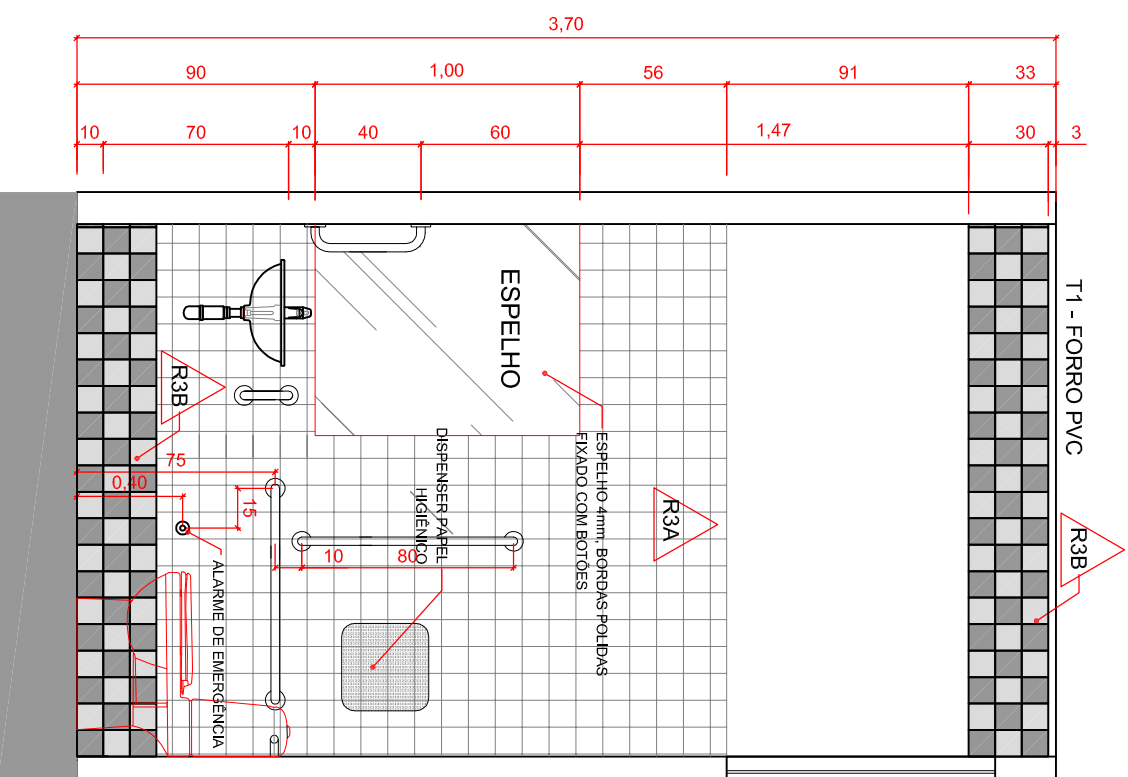 3,70
90
1,00
56
91
33
10
70
10
40
60
1,47
30
3
T1 - FORRO PVC
R3B
R3A
ESPELHO 4mm, BORDAS POLIDAS
FIXADO COM BOTÕES
ESPELHO
DISPENSER PAPEL
HIGIÊNICO
R3B
75
0,40
15
10
80
ALARME DE EMERGÊNCIA